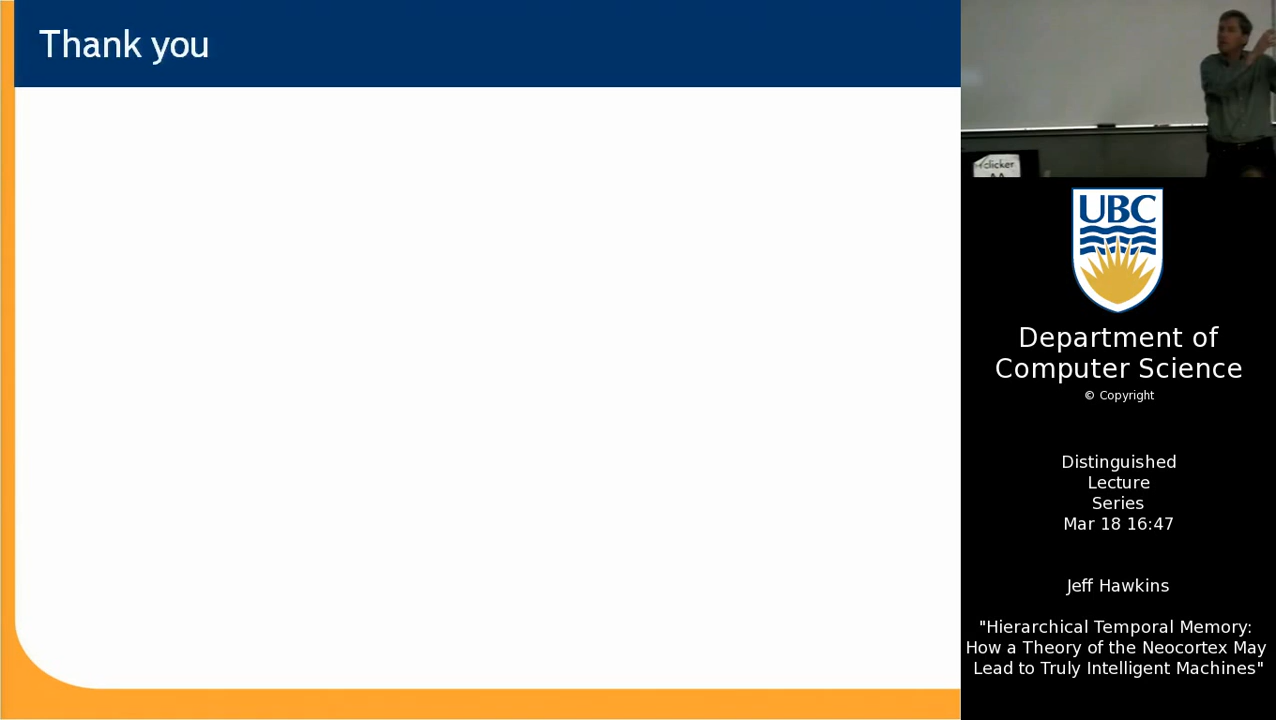 Thank you
clicker
UBC
Department of
Computer Science
© Copyright
Distinguished
Lecture
Series
Mar 18 16:47
Jeff Hawkins
"Hierarchical Temporal Memory:
How a Theory of the Neocortex May
Lead to Truly Intelligent Machines"